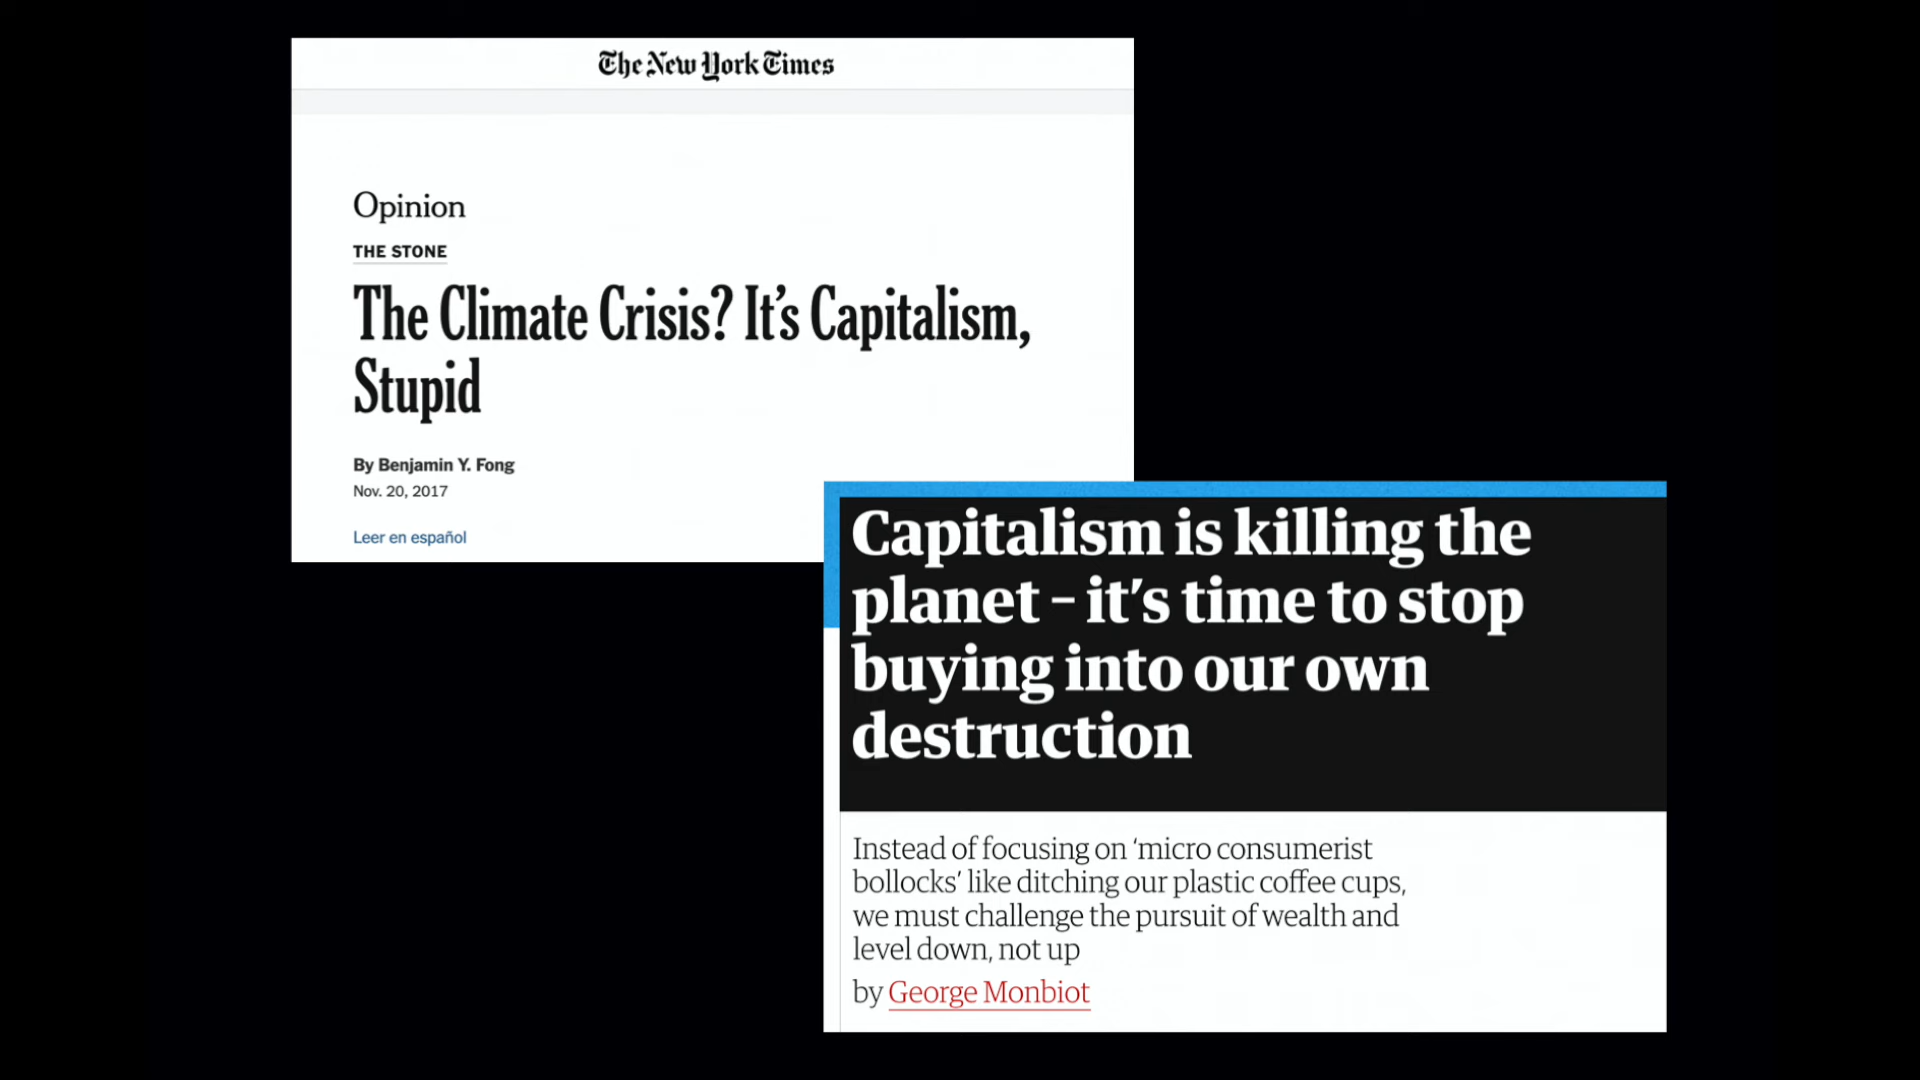 The New York Times
Opinion
THE STONE
The Climate Crisis? It’s Capitalism,
Stupid
By Benjamin Y. Fong
Nov. 20, 2017
Leer en español
Capitalism is killing the
planet – it’s time to stop
buying into our own
destruction
Instead of focusing on ‘micro consumerist
bollocks’ like ditching our plastic coffee cups,
we must challenge the pursuit of wealth and
level down, not up
by George Monbiot